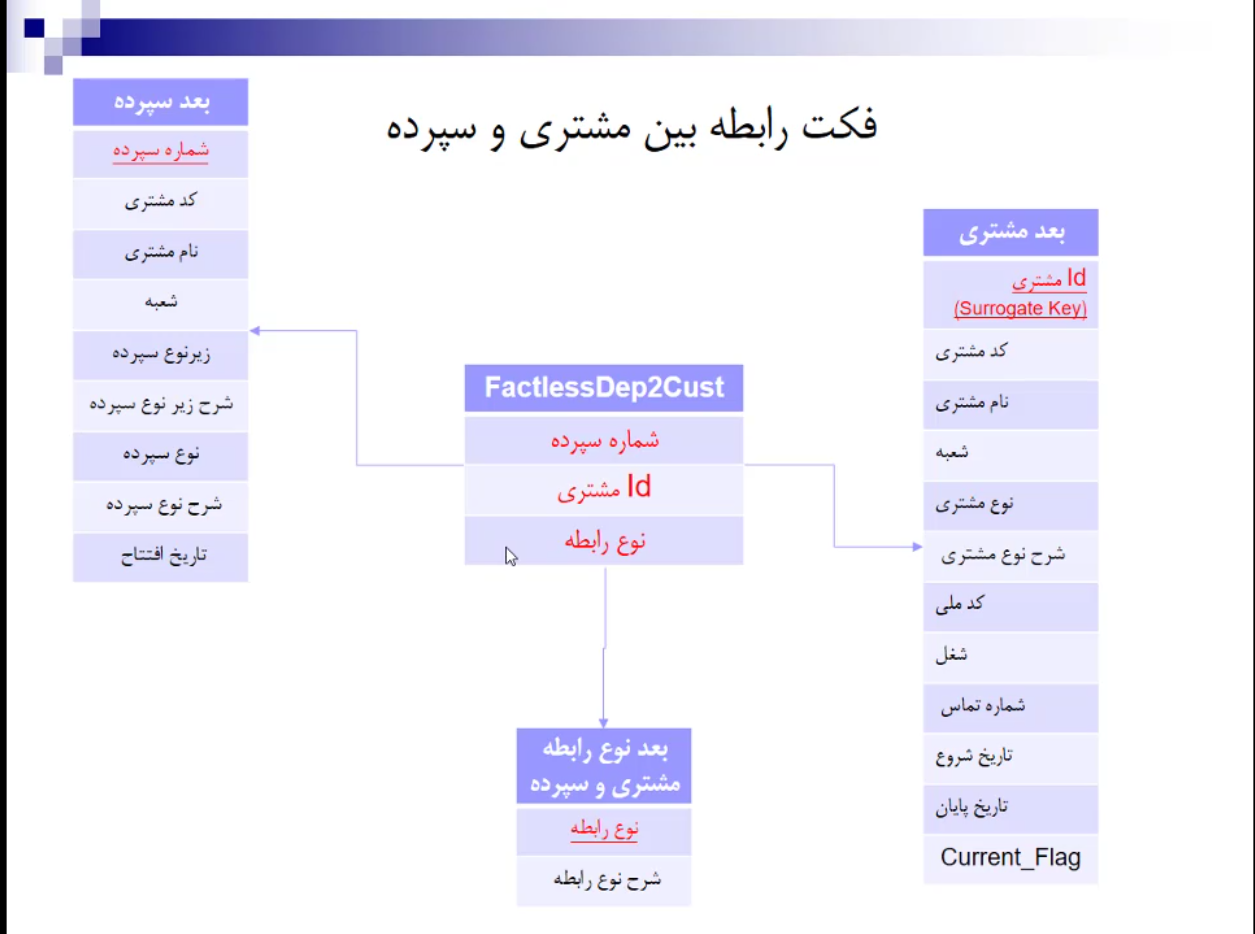 فکت رابطه بین مشتری و سپرده
بعد سپرده
شماره سپرده
کد مشتری
نام مشتری
شعبه
زیرنوع سپرده
شرح زیر نوع سپرده
نوع سپرده
شرح نوع سپرده
تاریخ افتتاح
FactlessDep2Cust
شماره سپرده
Id مشتری
نوع رابطه
بعد مشتری
Id مشتری
(Surrogate Key)
کد مشتری
نام مشتری
شعبه
نوع مشتری
شرح نوع مشتری
کد ملی
شغل
شماره تماس
تاریخ شروع
تاریخ پایان
Current_Flag
بعد نوع رابطه
مشتری و سپرده
نوع رابطه
شرح نوع رابطه